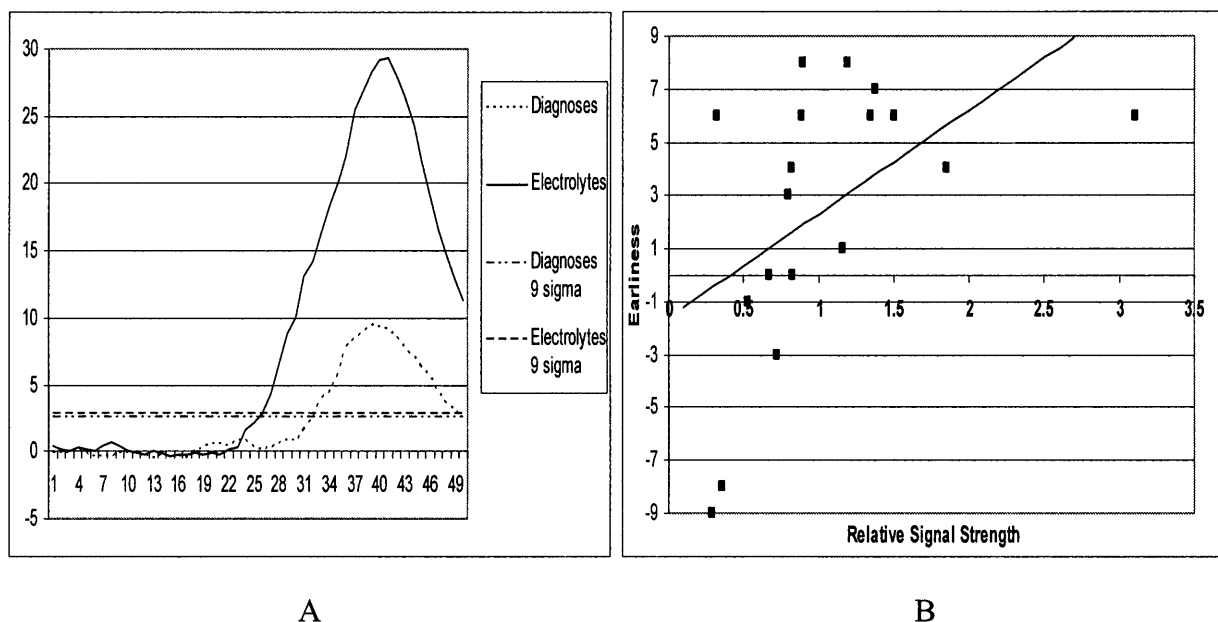 30
25
20
15
10
5
0
-5
1 4 7 10 13 16 19 22 25 28 31 34 37 40 43 46 49
Diagnoses
Electrolytes
Diagnoses
9 sigma
Electrolytes
9 sigma
A
9
7
5
3
1
-1
-3
-5
-7
-9
Earliness
0 0.5 1 1.5 2 2.5 3 3.5
Relative Signal Strength
B